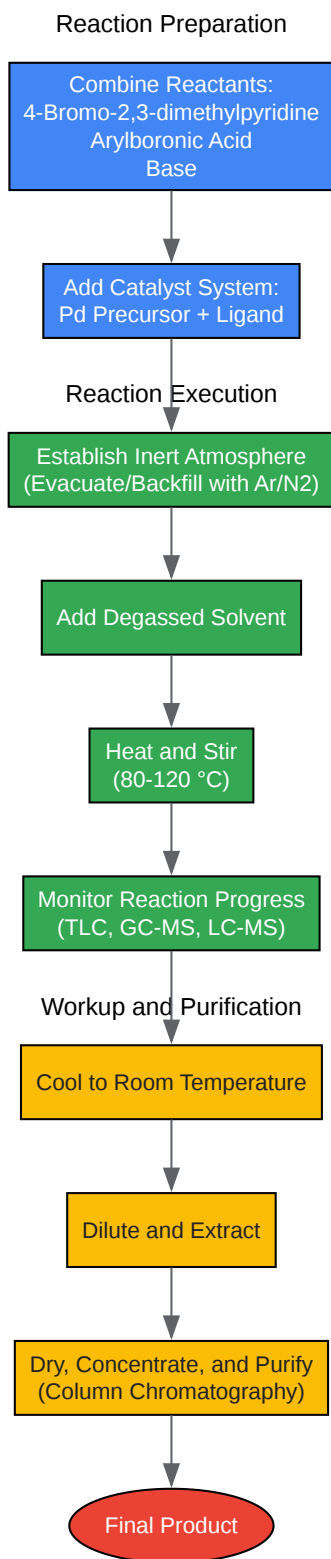 Reaction Preparation
Combine Reactants:
4-Bromo-2,3-dimethylpyridine
Arylboronic Acid
Base
Add Catalyst System:
Pd Precursor + Ligand
Reaction Execution
Establish Inert Atmosphere
(Evacuate/Backfill with Ar/N2)
Add Degassed Solvent
Heat and Stir
(80-120 °C)
Monitor Reaction Progress
(TLC, GC-MS, LC-MS)
Workup and Purification
Cool to Room Temperature
Dilute and Extract
Dry, Concentrate, and Purify
(Column Chromatography)
Final Product